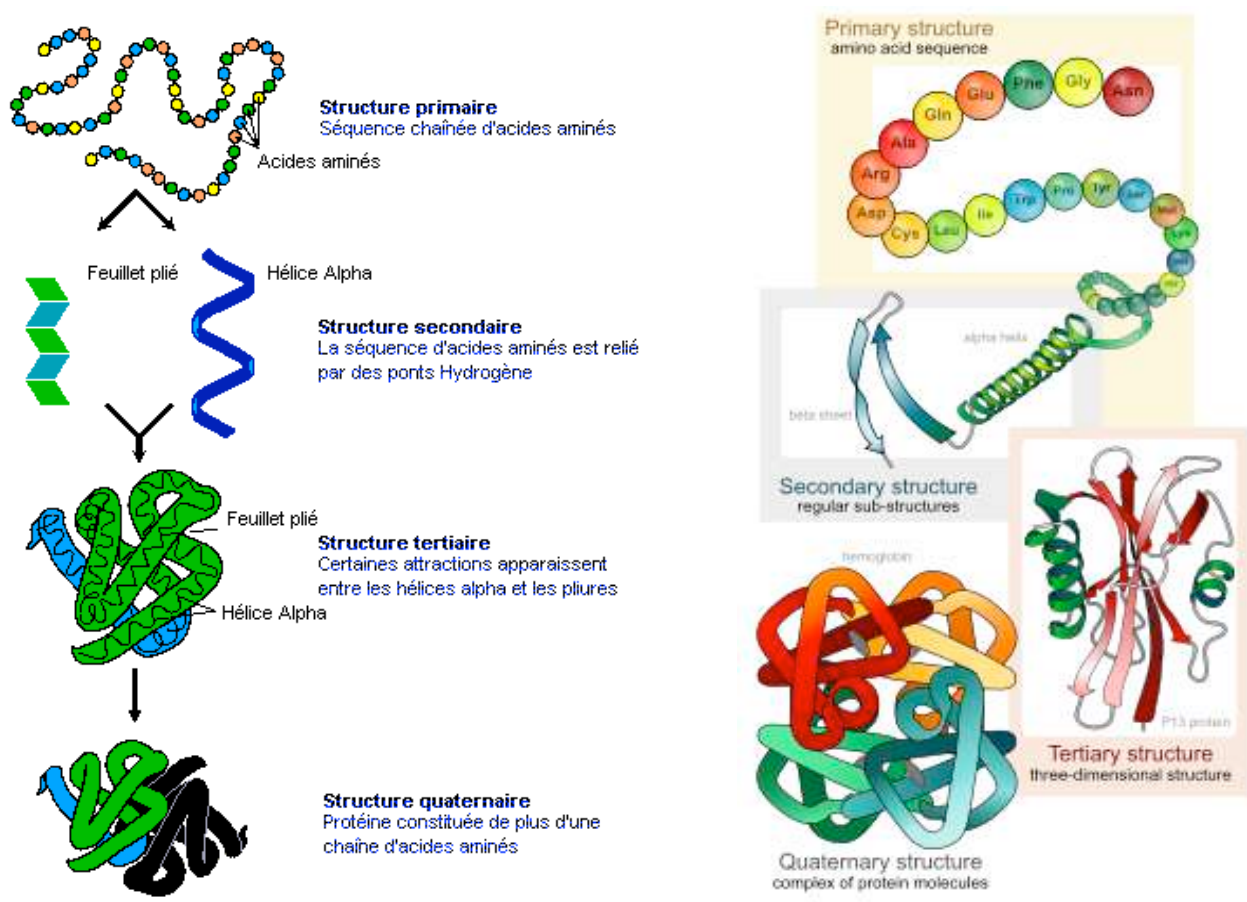 Structure primaire
Séquence chaînée d'acides aminés
Acides aminés
Feuillet plié
Hélice Alpha
Structure secondaire
La séquence d'acides aminés est relié
par des ponts Hydrogène
Feuillet plié
Structure tertiaire
Certaines attractions apparaissent
entre les hélices alpha et les pliures
Hélice Alpha
Structure quaternaire
Protéine constituée de plus d'une
chaîne d'acides aminés
Primary structure
amino acid sequence
Asn
Gly
Phe
Glu
Gln
Ala
Arg
Asp
Cys
Leu
Ile
Trp
Pro
Tyr
Ser
Met
Lys
alpha helix
beta sheet
Secondary structure
regular sub-structures
P13 protein
Tertiary structure
three-dimensional structure
hemoglobin
Quaternary structure
complex of protein molecules